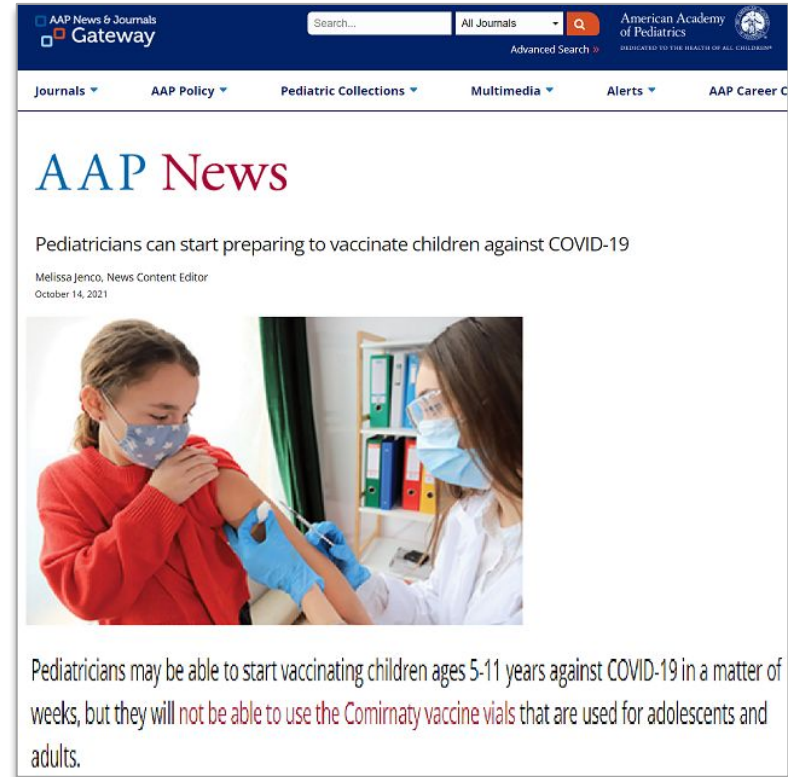 AAP News & Journals
Gateway
Search...
All Journals
Advanced Search »
American Academy
of Pediatrics
DEDICATED TO THE HEALTH OF ALL CHILDREN®
Journals
AAP Policy
Pediatric Collections
Multimedia
Alerts
AAP Career C
AAP News
Pediatricians can start preparing to vaccinate children against COVID-19
Melissa Jenco, News Content Editor
October 14, 2021
Pediatricians may be able to start vaccinating children ages 5-11 years against COVID-19 in a matter of
weeks, but they will not be able to use the Comirnaty vaccine vials that are used for adolescents and
adults.